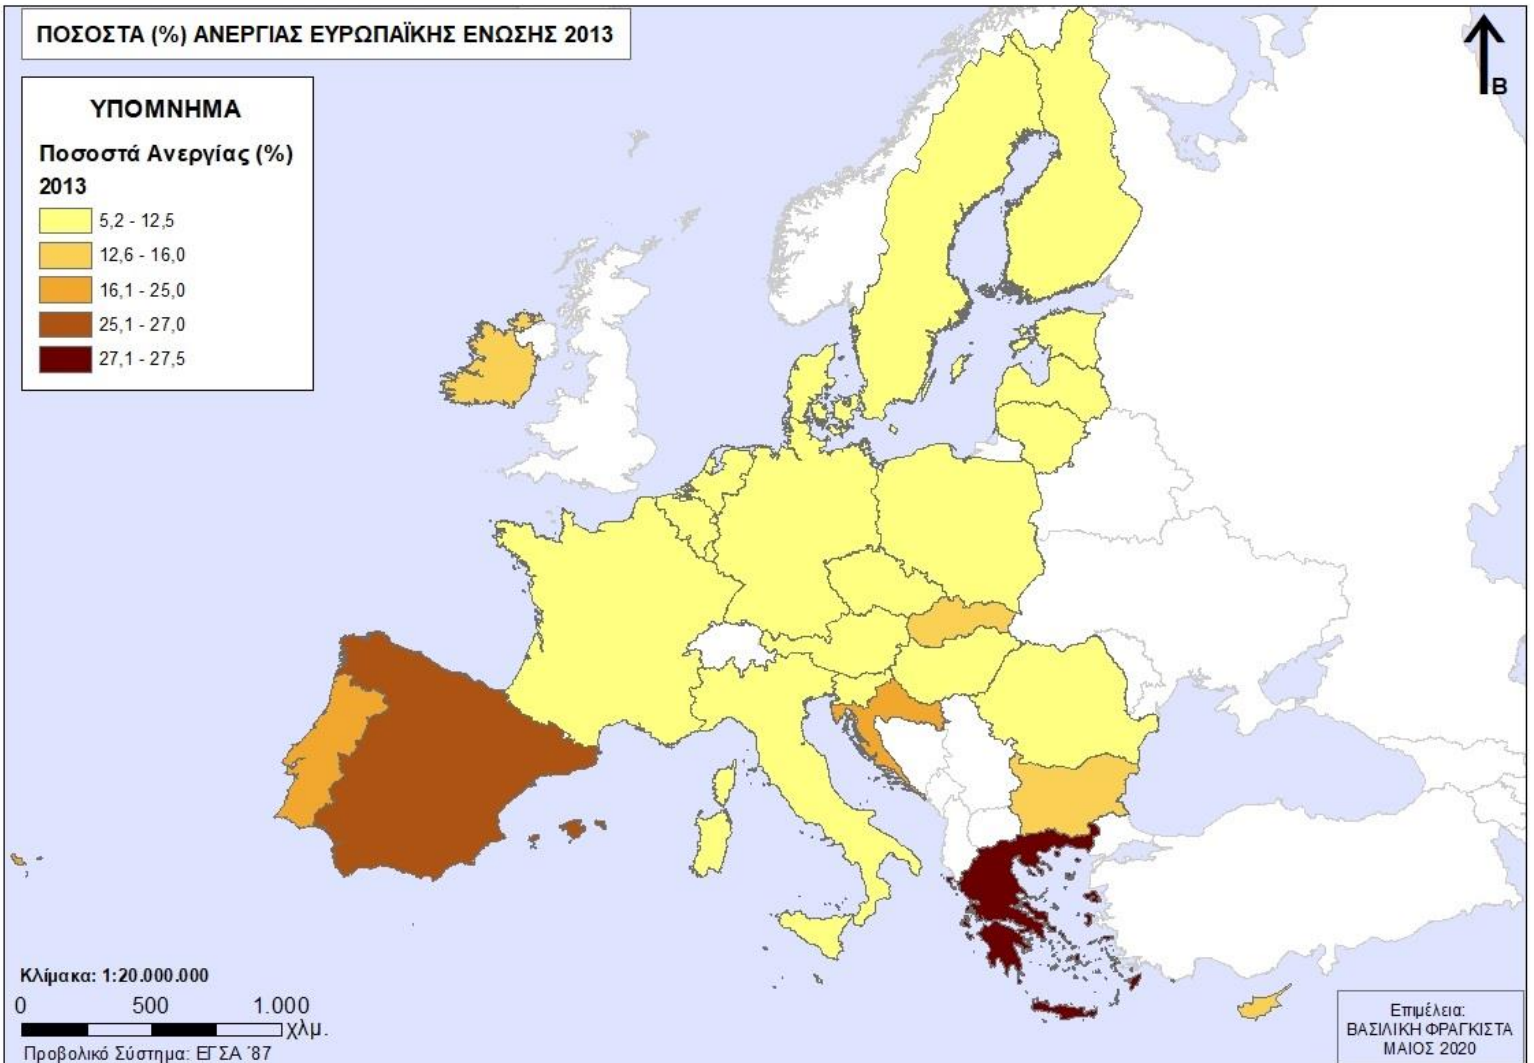 ΠΟΣΟΣΤΑ (%) ΑΝΕΡΓΙΑΣ ΕΥΡΩΠΑΪΚΗΣ ΕΝΩΣΗΣ 2013
Β
ΥΠΟΜΝΗΜΑ
Ποσοστά Ανεργίας (%)
2013
5,2 - 12,5
12,6 - 16,0
16,1 - 25,0
25,1 - 27,0
27,1 - 27,5
Κλίμακα: 1:20.000.000
0 500 1.000
χλμ.
Προβολικό Σύστημα: ΕΓΣΑ ΄87
Επιμέλεια:
ΒΑΣΙΛΙΚΗ ΦΡΑΓΚΙΣΤΑ
ΜΑΙΟΣ 2020